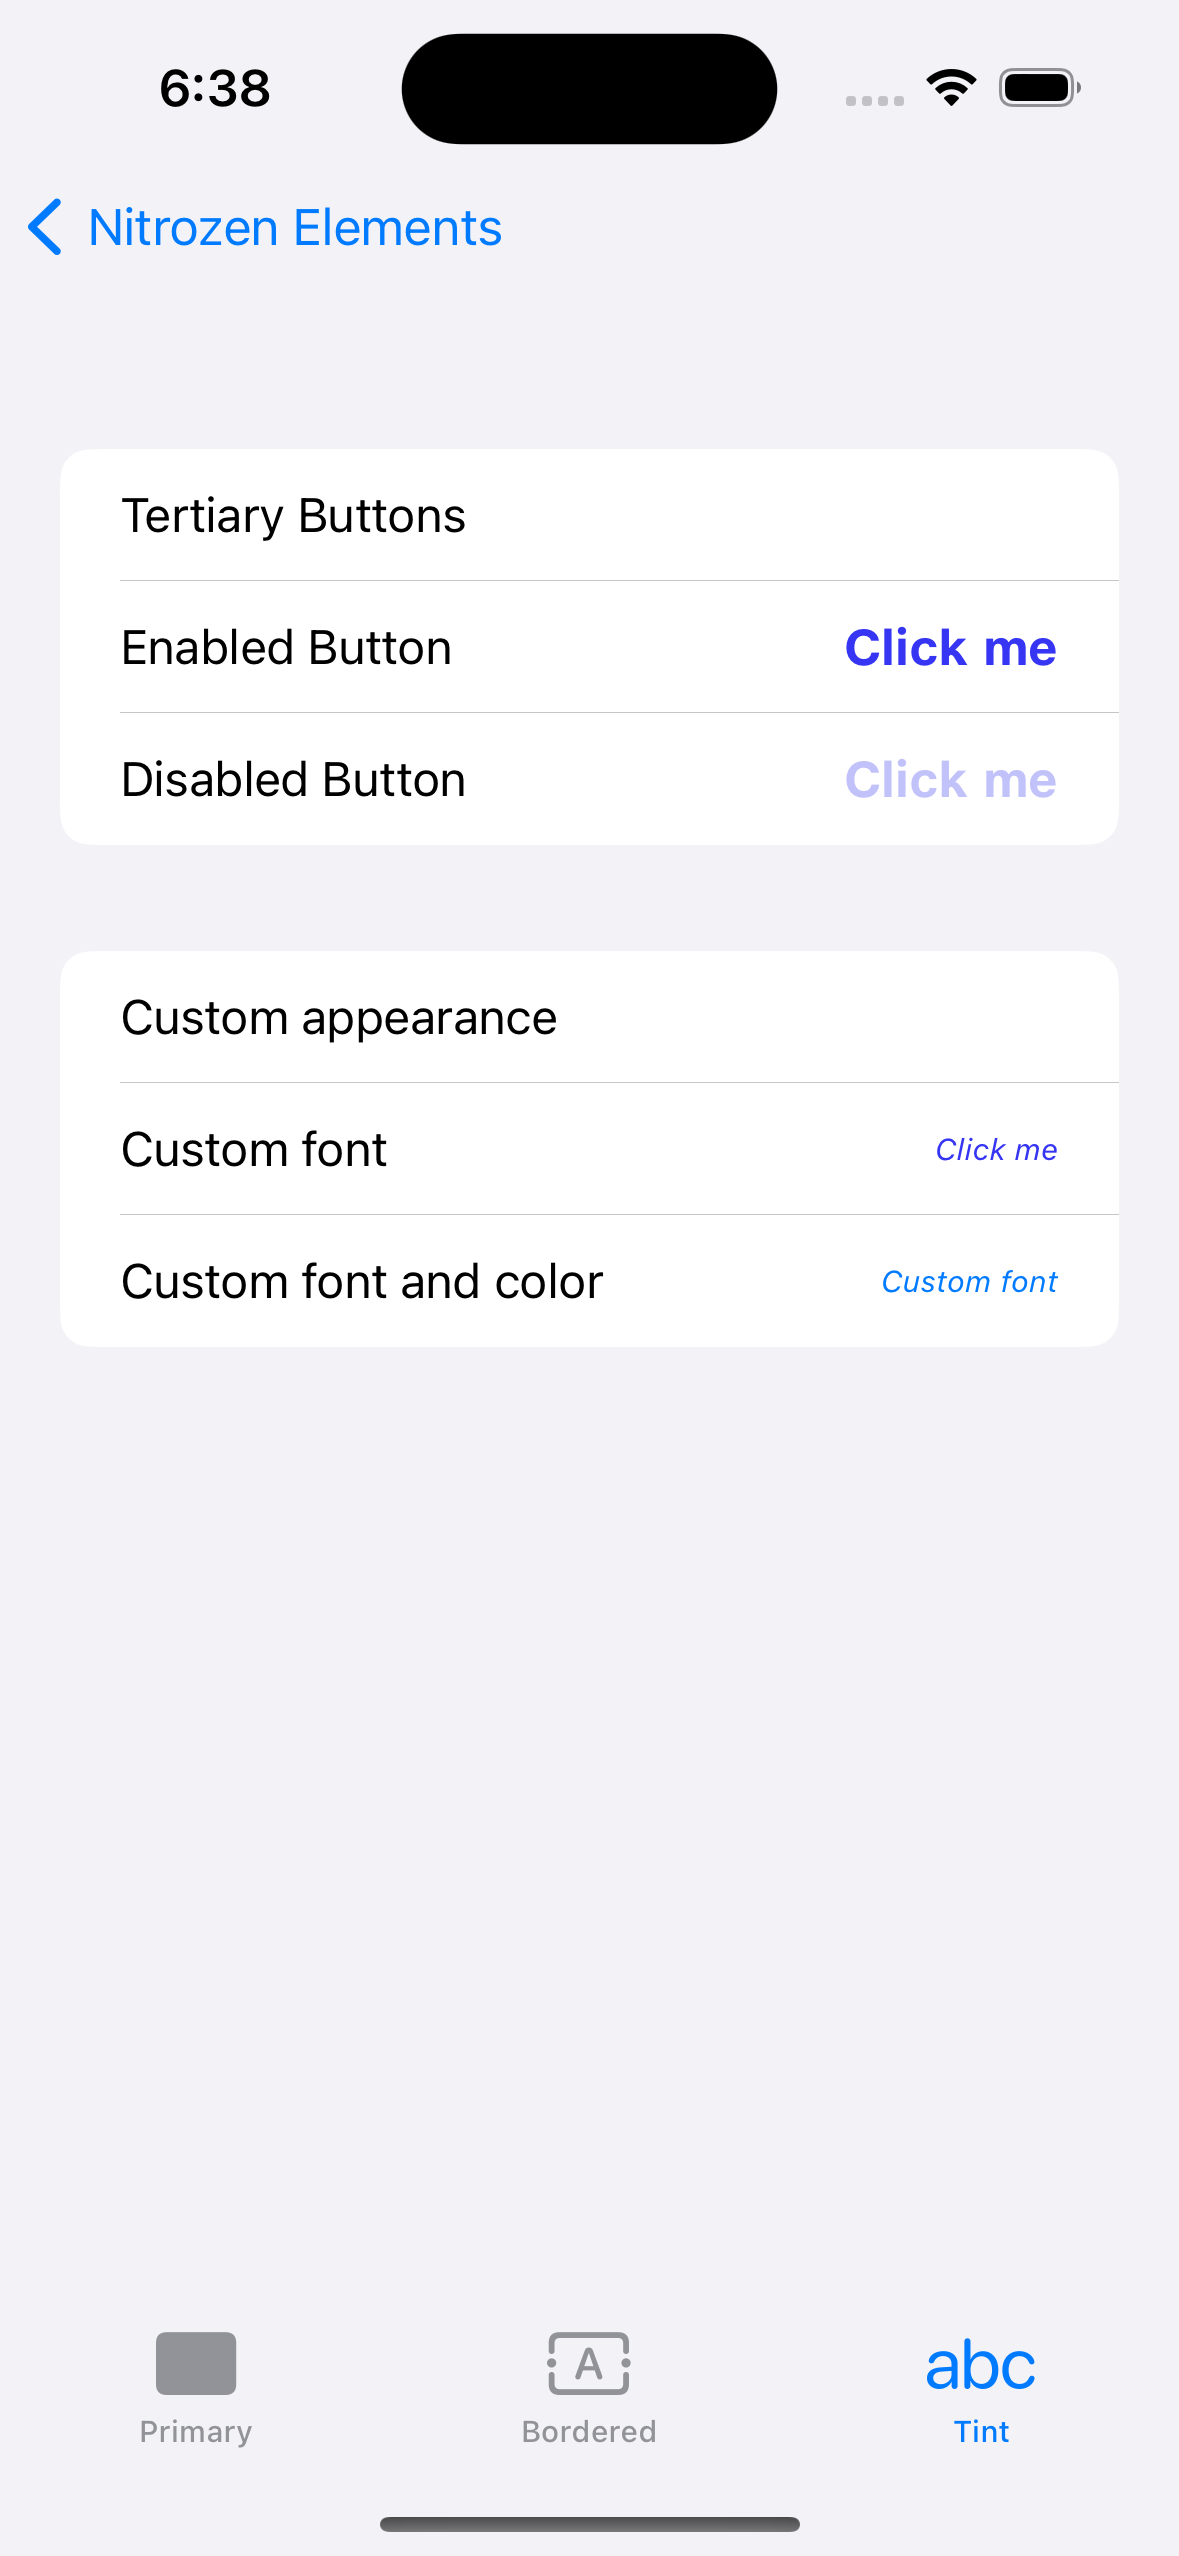 6:38
Nitrozen Elements
Tertiary Buttons
Enabled Button Click me
Disabled Button Click me
Custom appearance
Custom font Click me
Custom font and color Custom font
A abc
Primary Bordered Tint